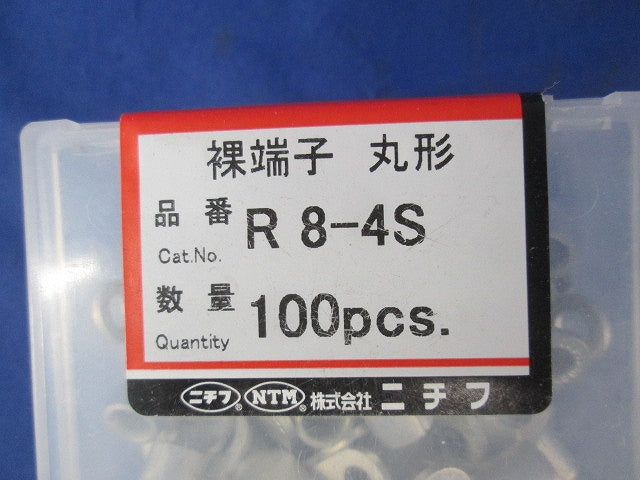 裸端子 丸形
品番 R 8-4S
Cat.No.
数量 100pcs.
Quantity
ニチフ® NTM® 株式会社 ニチフ